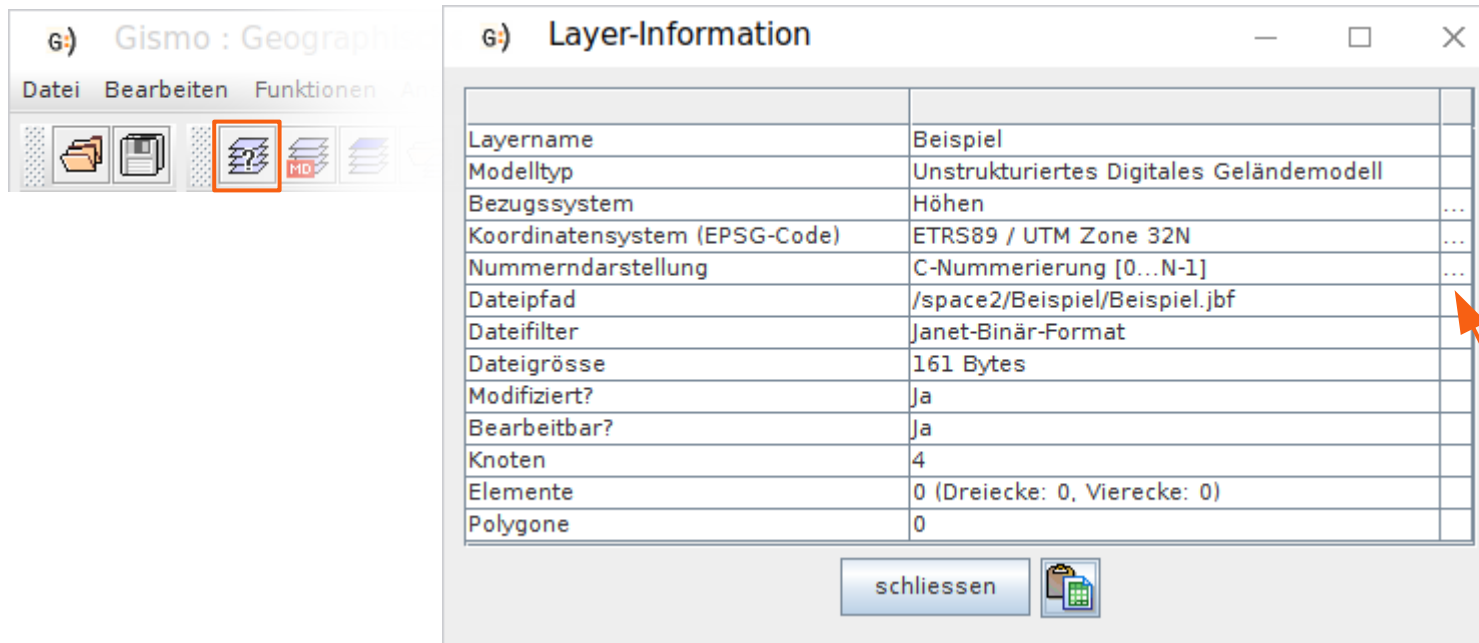 G:) Gismo : Geographisch
Datei Bearbeiten Funktionen An
?
MD
G:) Layer-Information
Layername Beispiel
Modelltyp Unstrukturiertes Digitales Geländemodell
Bezugssystem Höhen ...
Koordinatensystem (EPSG-Code) ETRS89 / UTM Zone 32N ...
Nummerndarstellung C-Nummerierung [0...N-1] ...
Dateipfad /space2/Beispiel/Beispiel.jbf
Dateifilter Janet-Binär-Format
Dateigrösse 161 Bytes
Modifiziert? Ja
Bearbeitbar? Ja
Knoten 4
Elemente 0 (Dreiecke: 0, Vierecke: 0)
Polygone 0
schliessen